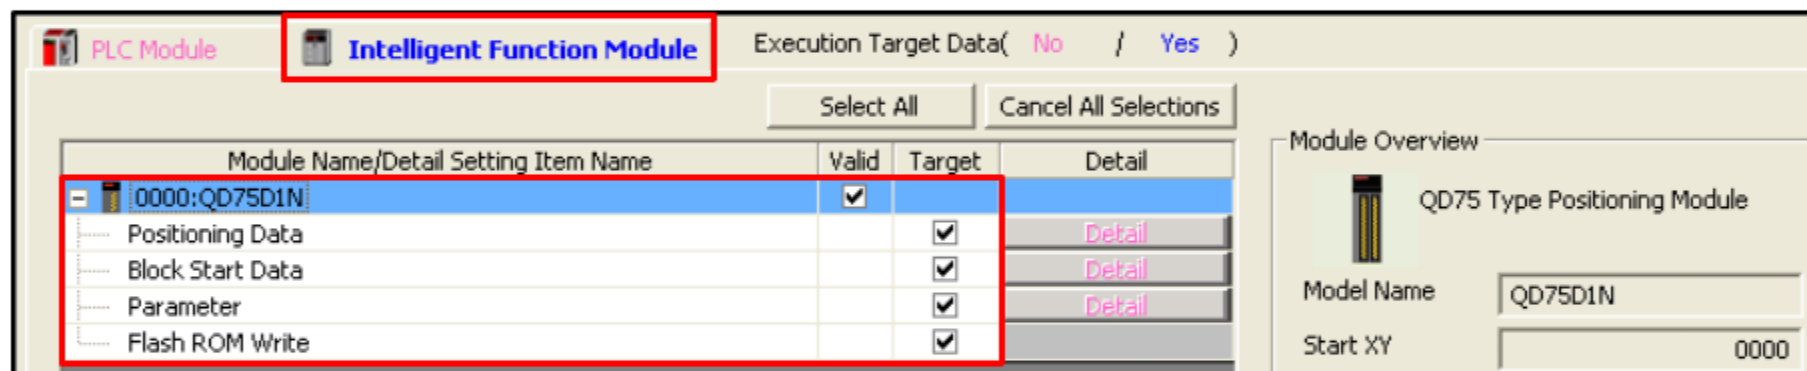 PLC Module Intelligent Function Module Execution Target Data( No / Yes )
Select All Cancel All Selections
Module Name/Detail Setting Item Name Valid Target Detail
Module Overview
0000:QD75D1N
QD75 Type Positioning Module
Positioning Data Detail
Block Start Data Detail
Parameter Detail
Model Name QD75D1N
Flash ROM Write
Start XY 0000